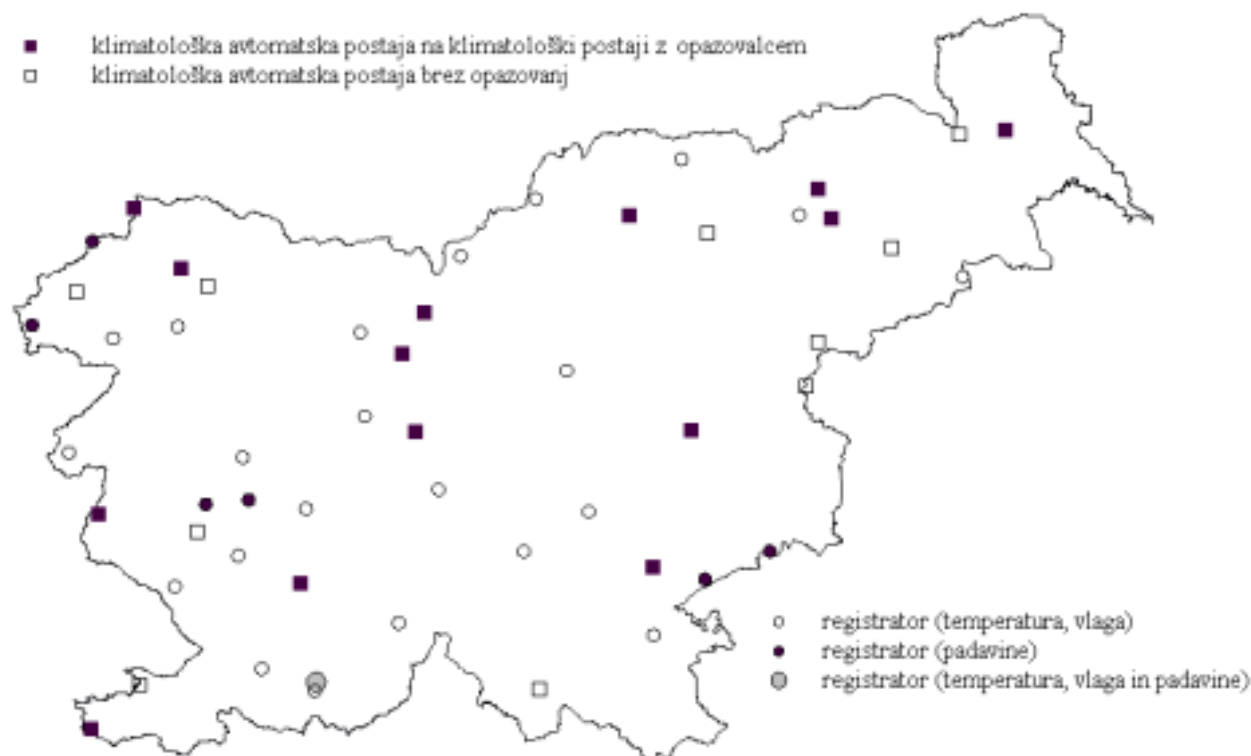 klimatološka avtomatska postaja na klimatološki postaji z opazovalcem
klimatološka avtomatska postaja brez opazovanj
registrator (temperatura, vlaga)
registrator (padavine)
registrator (temperatura, vlaga in padavine)